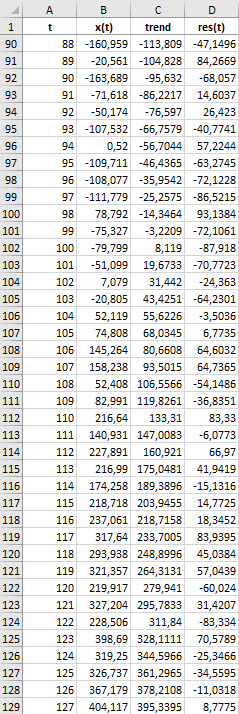 A B C D
1 t x(t) trend res(t)
90 88 -160,959 -113,809 -47,1496
91 89 -20,561 -104,828 84,2669
92 90 -163,689 -95,632 -68,057
93 91 -71,618 -86,2217 14,6037
94 92 -50,174 -76,597 26,423
95 93 -107,532 -66,7579 -40,7741
96 94 0,52 -56,7044 57,2244
97 95 -109,711 -46,4365 -63,2745
98 96 -108,077 -35,9542 -72,1228
99 97 -111,779 -25,2575 -86,5215
100 98 78,792 -14,3464 93,1384
101 99 -75,327 -3,2209 -72,1061
102 100 -79,799 8,119 -87,918
103 101 -51,099 19,6733 -70,7723
104 102 7,079 31,442 -24,363
105 103 -20,805 43,4251 -64,2301
106 104 52,119 55,6226 -3,5036
107 105 74,808 68,0345 6,7735
108 106 145,264 80,6608 64,6032
109 107 158,238 93,5015 64,7365
110 108 52,408 106,5566 -54,1486
111 109 82,991 119,8261 -36,8351
112 110 216,64 133,31 83,33
113 111 140,931 147,0083 -6,0773
114 112 227,891 160,921 66,97
115 113 216,99 175,0481 41,9419
116 114 174,258 189,3896 -15,1316
117 115 218,718 203,9455 14,7725
118 116 237,061 218,7158 18,3452
119 117 317,64 233,7005 83,9395
120 118 293,938 248,8996 45,0384
121 119 321,357 264,3131 57,0439
122 120 219,917 279,941 -60,024
123 121 327,204 295,7833 31,4207
124 122 228,506 311,84 -83,334
125 123 398,69 328,1111 70,5789
126 124 319,25 344,5966 -25,3466
127 125 326,737 361,2965 -34,5595
128 126 367,179 378,2108 -11,0318
129 127 404,117 395,3395 8,7775